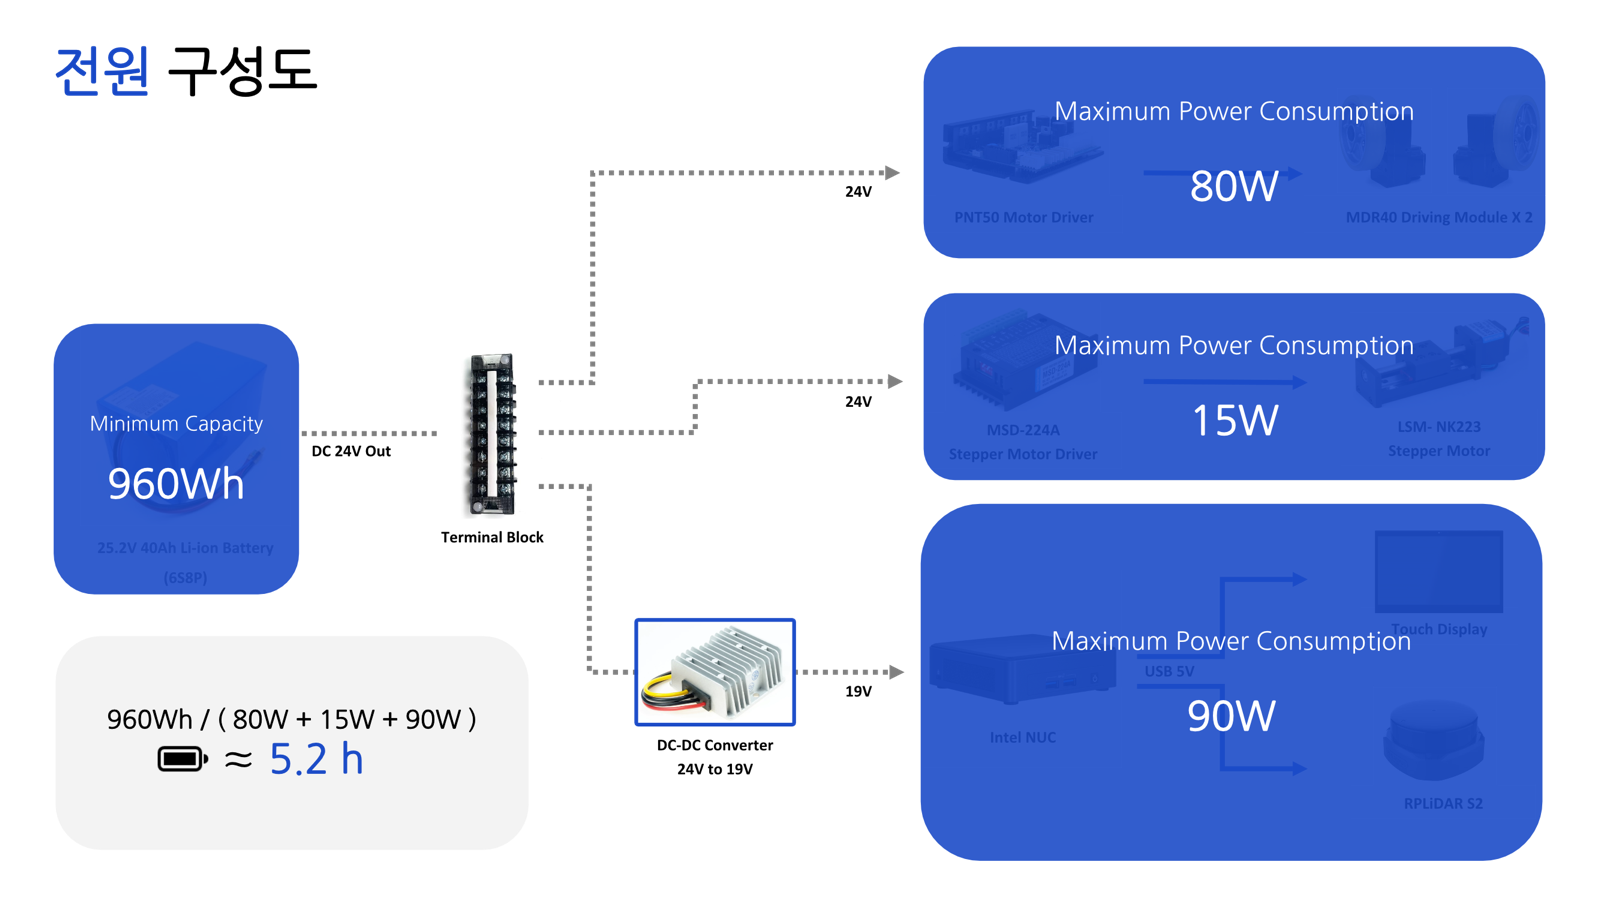 전원 구성도
Maximum Power Consumption
80W
PNT50 Motor Driver
MDR40 Driving Module X 2
24V
Maximum Power Consumption
15W
MSD-224A
Stepper Motor Driver
LSM- NK223
Stepper Motor
24V
Minimum Capacity
960Wh
25.2V 40Ah Li-ion Battery
(6S8P)
DC 24V Out
Terminal Block
Touch Display
Maximum Power Consumption
USB 5V
90W
Intel NUC
RPLiDAR S2
19V
DC-DC Converter
24V to 19V
960Wh / ( 80W + 15W + 90W )
≈ 5.2 h